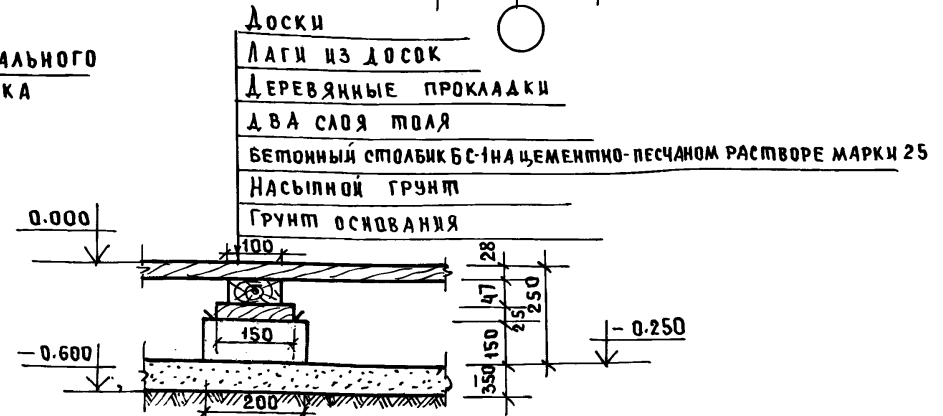 АЛЬНОГО
КА
Доски
Лаги из досок
Деревянные прокладки
Два слоя толя
Бетонный столбик БС-1 на цементно-песчаном растворе марки 25
Насыпной грунт
Грунт основания
0.000
100
28
47
250
25
150
150
-0.250
-0.600
350
200